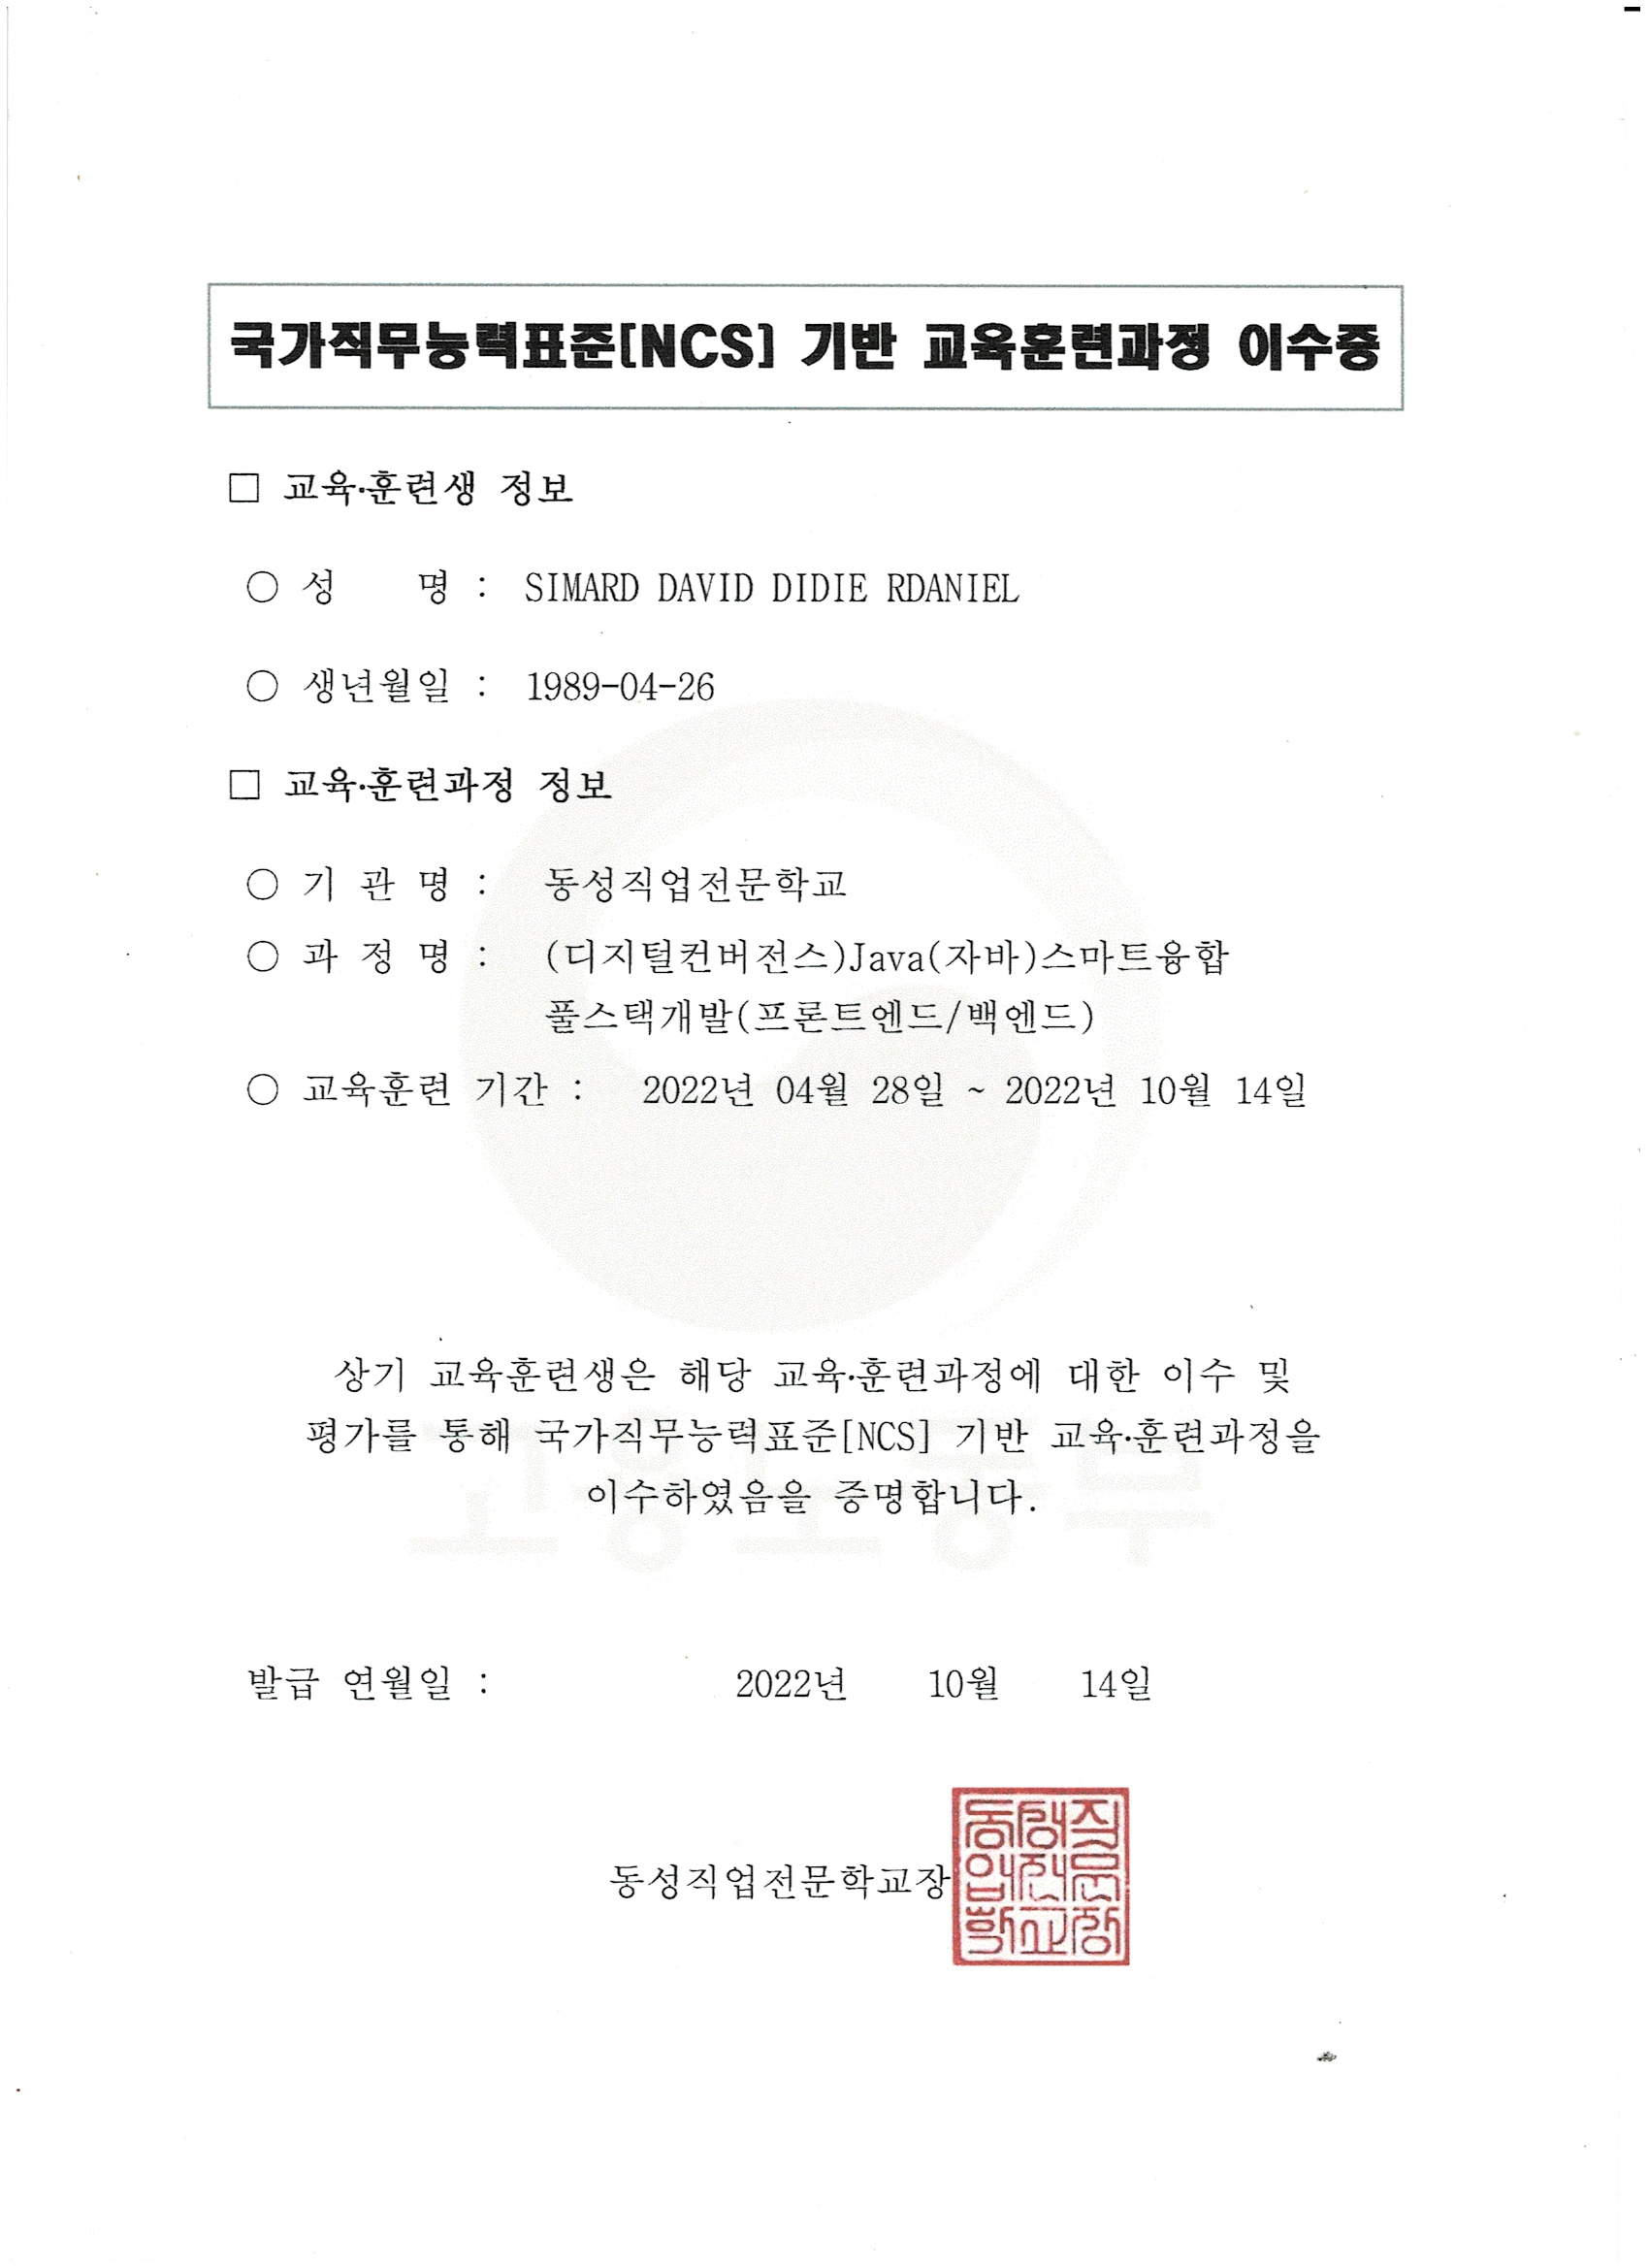 국가직무능력표준[NCS] 기반 교육훈련과정 이수증
□ 교육·훈련생 정보
○ 성 명 : SIMARD DAVID DIDIE RDANIEL
○ 생년월일 : 1989-04-26
□ 교육·훈련과정 정보
○ 기 관 명 : 동성직업전문학교
○ 과 정 명 : (디지털컨버전스)Java(자바)스마트융합
풀스택개발(프론트엔드/백엔드)
○ 교육훈련 기간 : 2022년 04월 28일 ~ 2022년 10월 14일
상기 교육훈련생은 해당 교육·훈련과정에 대한 이수 및
평가를 통해 국가직무능력표준[NCS] 기반 교육·훈련과정을
이수하였음을 증명합니다.
고용노동부
발급 연월일 : 2022년 10월 14일
동성직업전문학교장
동성직
업전문
학교장